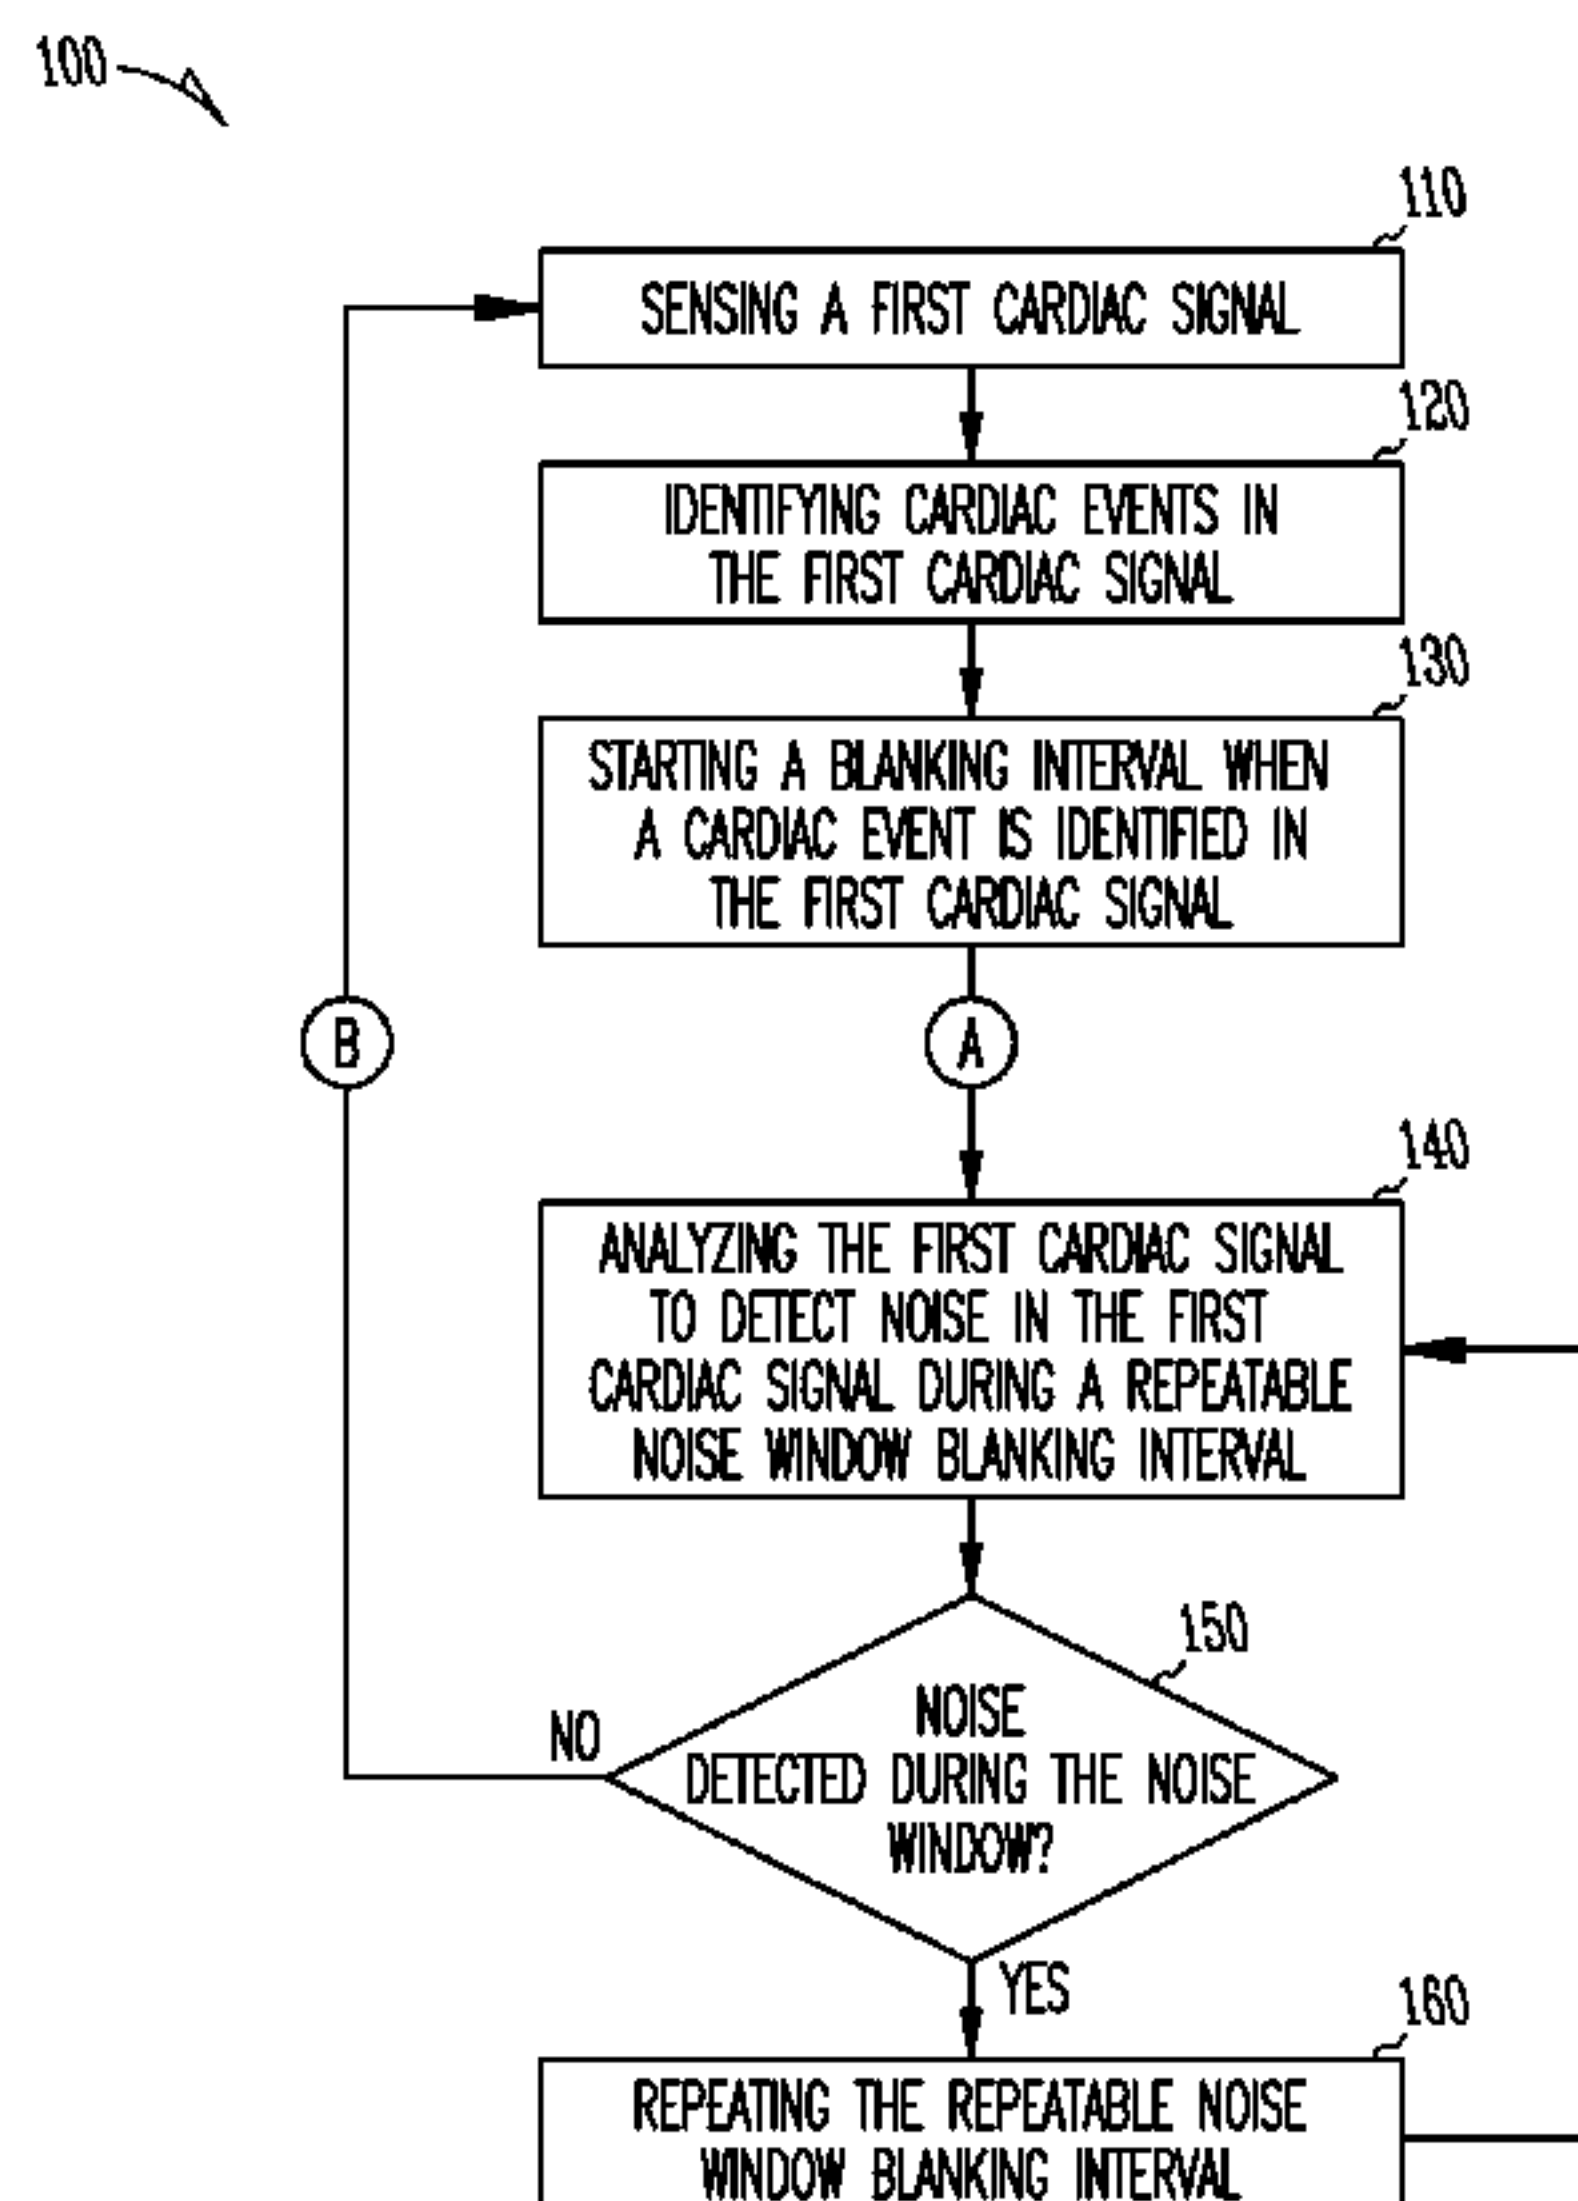 100
110
SENSING A FIRST CARDIAC SIGNAL
120
IDENTIFYING CARDIAC EVENTS IN
THE FIRST CARDIAC SIGNAL
130
STARTING A BLANKING INTERVAL WHEN
A CARDIAC EVENT IS IDENTIFIED IN
THE FIRST CARDIAC SIGNAL
B
A
140
ANALYZING THE FIRST CARDIAC SIGNAL
TO DETECT NOISE IN THE FIRST
CARDIAC SIGNAL DURING A REPEATABLE
NOISE WINDOW BLANKING INTERVAL
150
NOISE
DETECTED DURING THE NOISE
WINDOW?
NO
YES
160
REPEATING THE REPEATABLE NOISE
WINDOW BLANKING INTERVAL